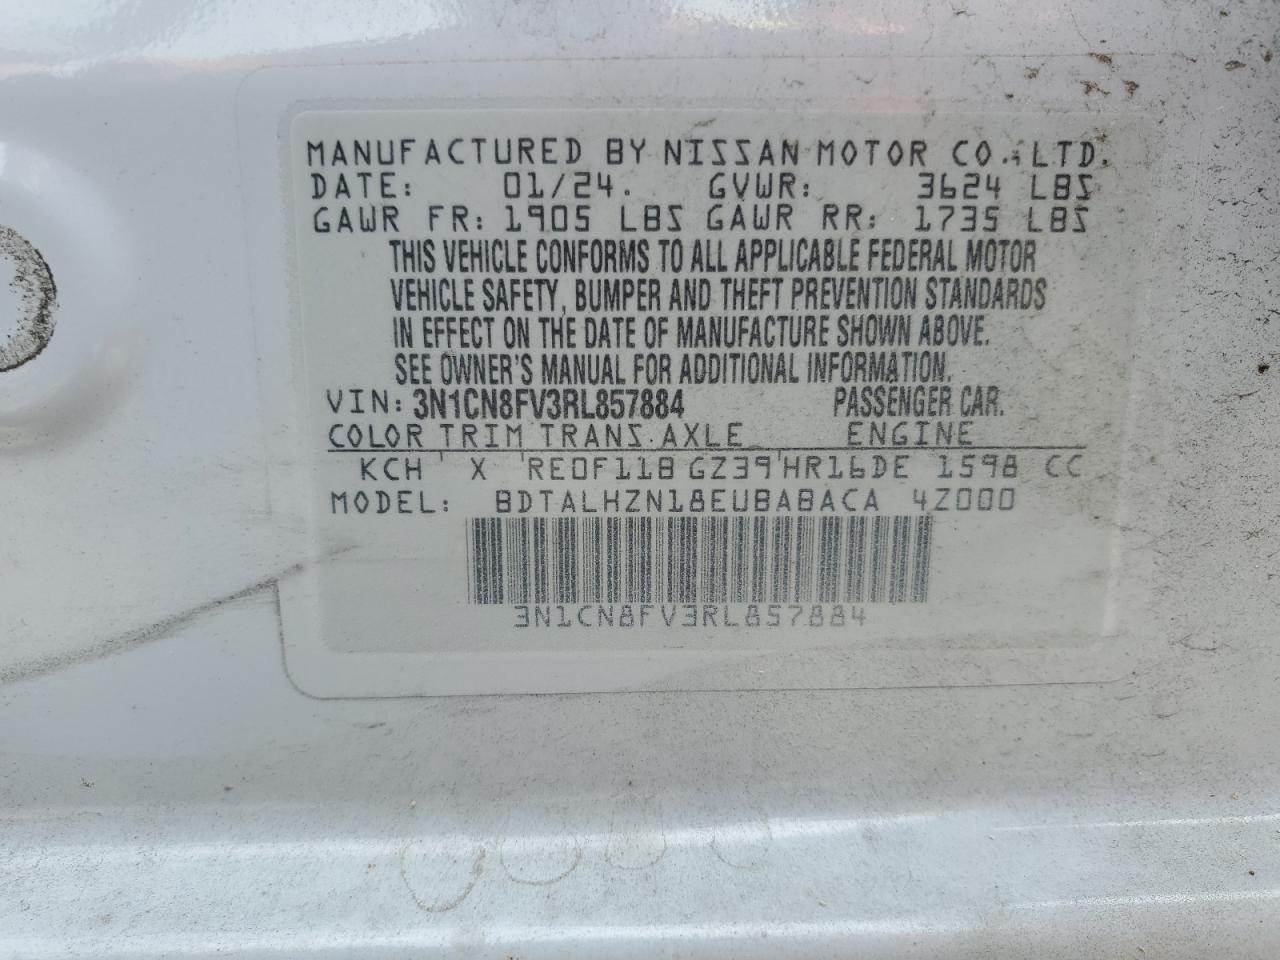 MANUFACTURED BY NISSAN MOTOR CO., LTD.
DATE: 01/24. GVWR: 3624 LBS
GAWR FR: 1905 LBS GAWR RR: 1735 LBS
THIS VEHICLE CONFORMS TO ALL APPLICABLE FEDERAL MOTOR
VEHICLE SAFETY, BUMPER AND THEFT PREVENTION STANDARDS
IN EFFECT ON THE DATE OF MANUFACTURE SHOWN ABOVE.
SEE OWNER'S MANUAL FOR ADDITIONAL INFORMATION.
VIN: 3N1CN8FV3RL857884 PASSENGER CAR.
COLOR TRIM TRANS. AXLE ENGINE
KCH X RE0F11B GZ39 HR16DE 1598 CC
MODEL: BDTALHZN18EUBABACA 4Z000
3N1CN8FV3RL857884